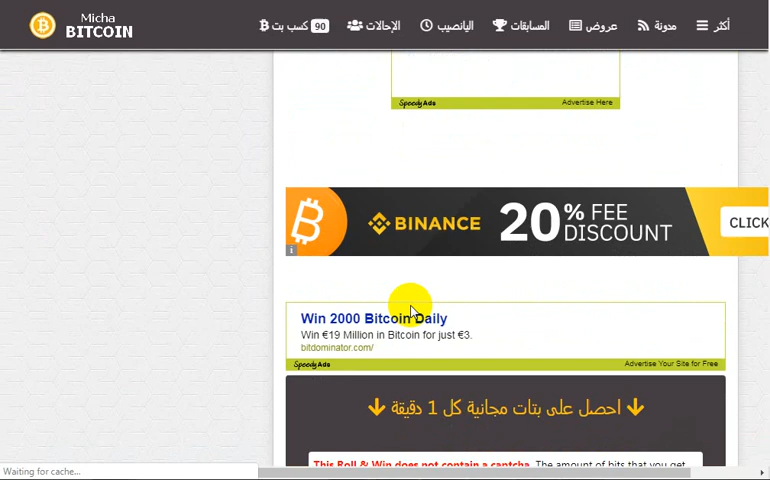 Micha
BITCOIN
أكثر
مدونة
عروض
المسابقات
اليانصيب
الإحالات
كسب بت 90
SpeedyAds
Advertise Here
BINANCE
20% FEE DISCOUNT
CLICK
Win 2000 Bitcoin Daily
Win €19 Million in Bitcoin for just €3.
bitdominator.com/
SpeedyAds
Advertise Your Site for Free
احصل على بتات مجانية كل 1 دقيقة
This Roll & Win does not contain a captcha. The amount of bits that you get
Waiting for cache...